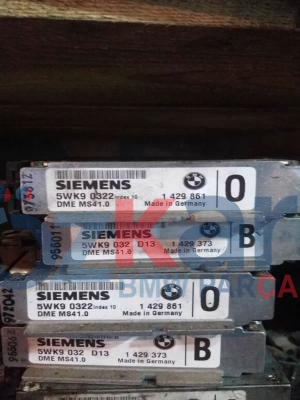 SIEMENS
5WK9 0322 index 10 1 429 861
DME MS41.0 Made in Germany
O
SIEMENS
5WK9 032 D13 1 429 373
DME MS41.0 Made in Germany
B
SIEMENS
5WK9 0322 index 10 1 429 861
DME MS41.0 Made in Germany
O
SIEMENS
5WK9 032 D13 1 429 373
DME MS41.0 Made in Germany
B
BMW PARÇA